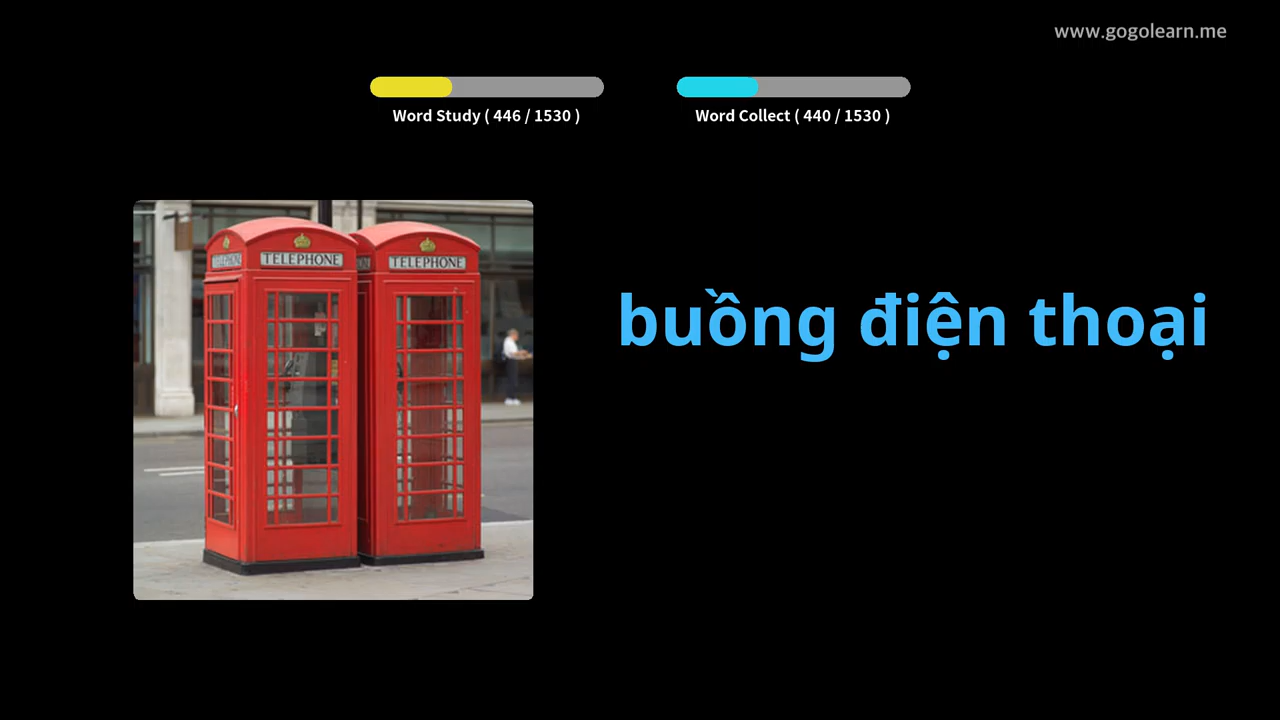 www.gogolearn.me
Word Study ( 446 / 1530 )
Word Collect ( 440 / 1530 )
TELEPHONE
TELEPHONE
buồng điện thoại